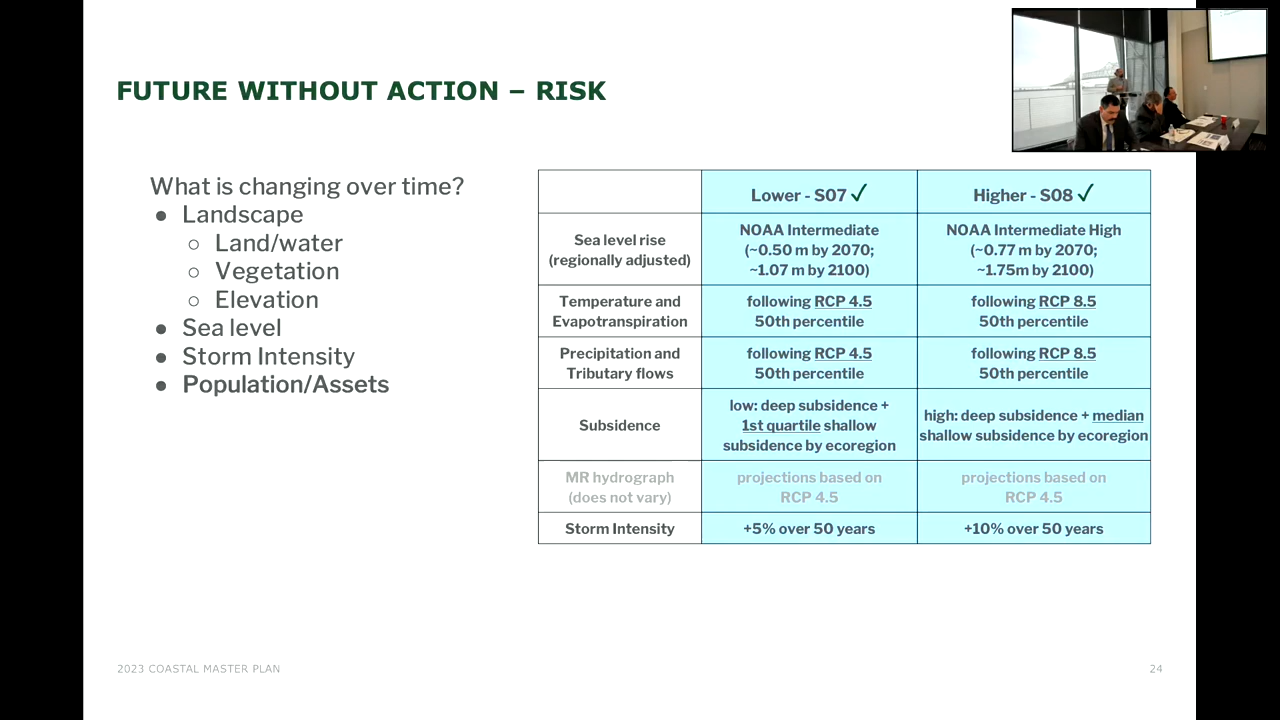 FUTURE WITHOUT ACTION – RISK
What is changing over time?
● Landscape
○ Land/water
○ Vegetation
○ Elevation
● Sea level
● Storm Intensity
● Population/Assets
Lower - S07 ✓
Higher - S08 ✓
Sea level rise
(regionally adjusted)
NOAA Intermediate
(~0.50 m by 2070;
~1.07 m by 2100)
NOAA Intermediate High
(~0.77 m by 2070;
~1.75m by 2100)
Temperature and
Evapotranspiration
following RCP 4.5
50th percentile
following RCP 8.5
50th percentile
Precipitation and
Tributary flows
following RCP 4.5
50th percentile
following RCP 8.5
50th percentile
Subsidence
low: deep subsidence +
1st quartile shallow
subsidence by ecoregion
high: deep subsidence + median
shallow subsidence by ecoregion
MR hydrograph
(does not vary)
projections based on
RCP 4.5
projections based on
RCP 4.5
Storm Intensity
+5% over 50 years
+10% over 50 years
2023 COASTAL MASTER PLAN
24